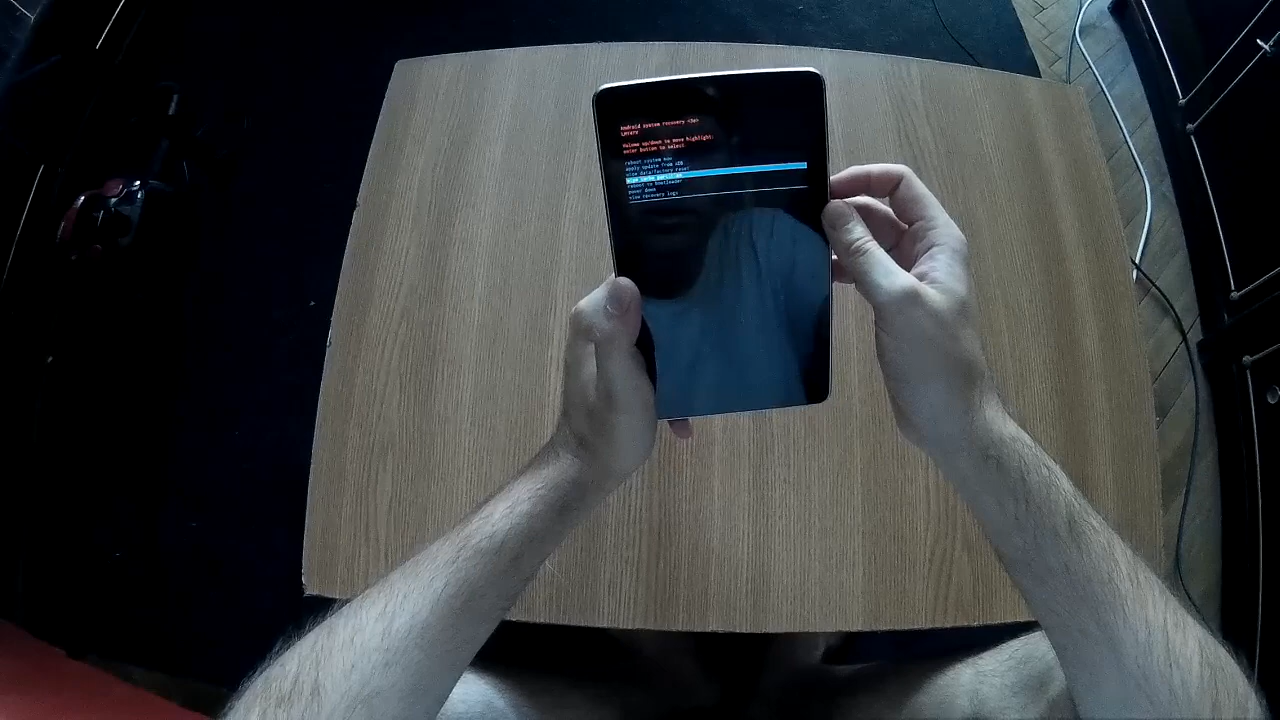 Android system recovery <3e>
LMY47V
Volume up/down to move highlight;
enter button to select
reboot system now
apply update from ADB
wipe data/factory reset
wipe cache partition
reboot to bootloader
power down
view recovery logs